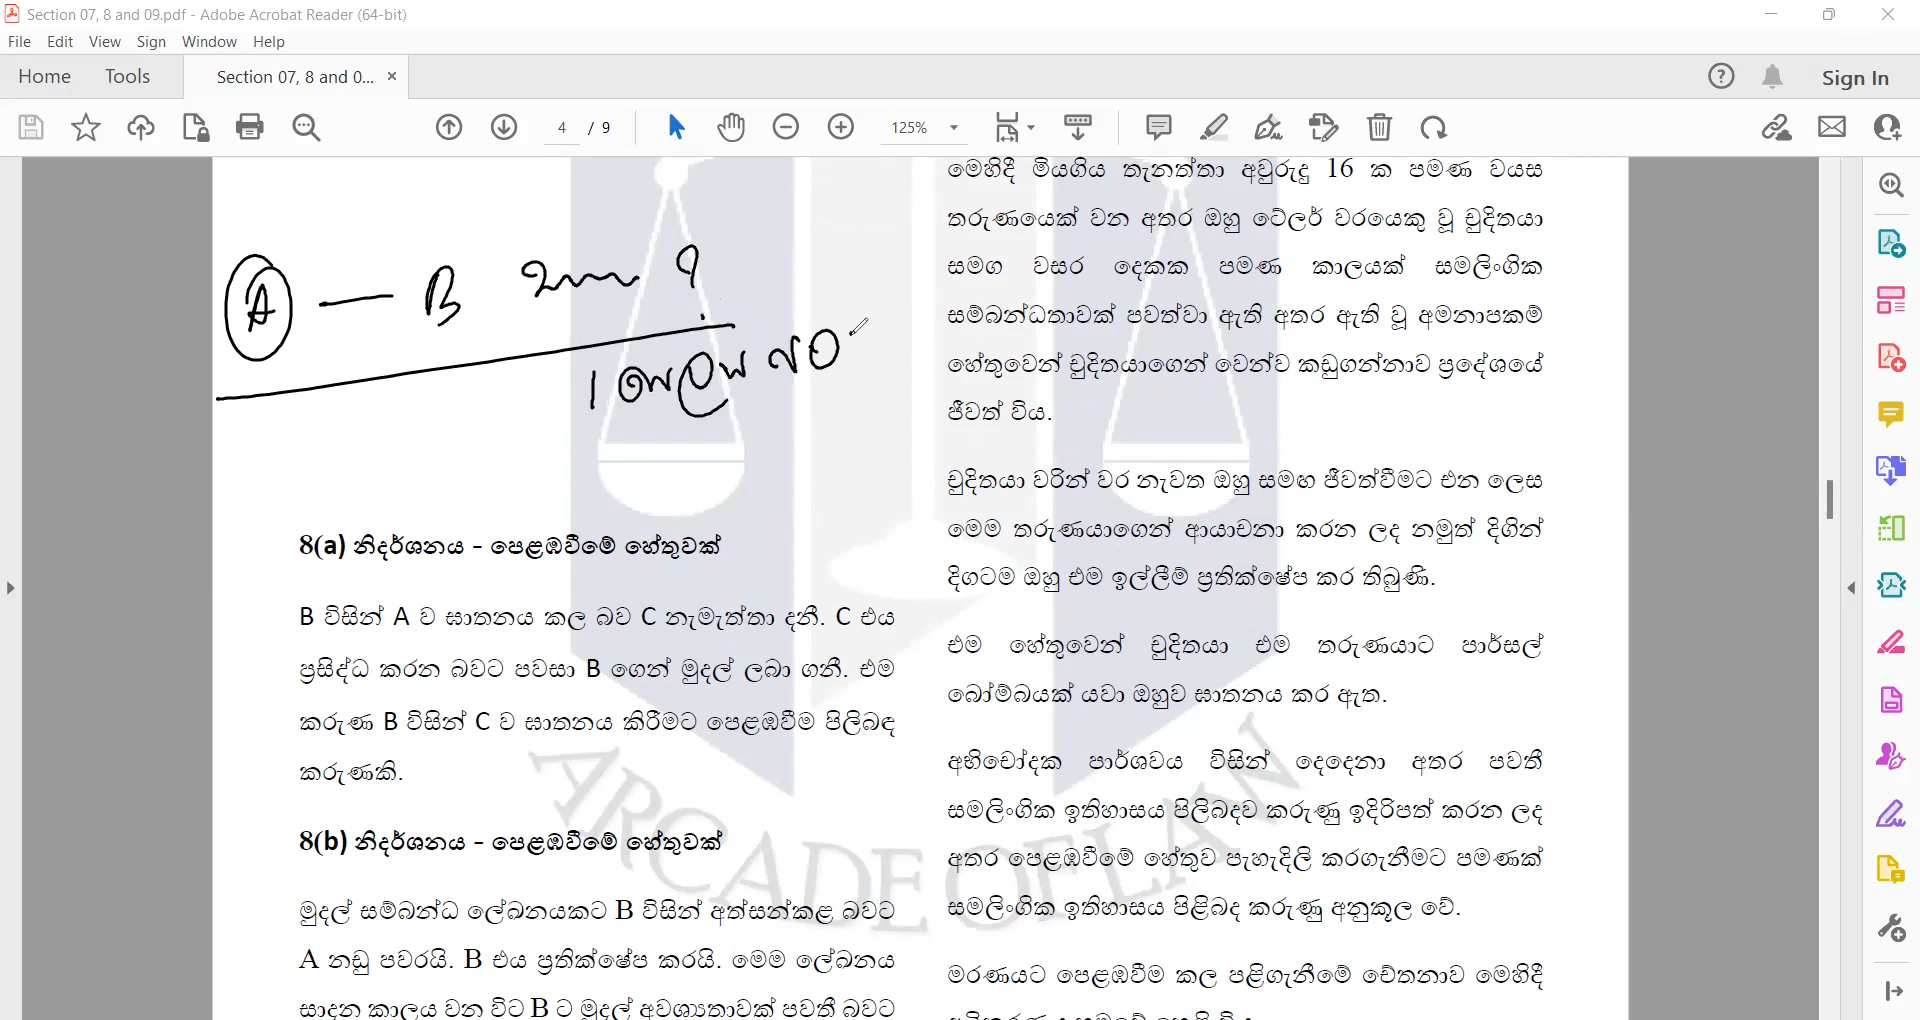 Section 07, 8 and 09.pdf - Adobe Acrobat Reader (64-bit)
File Edit View Sign Window Help
Home Tools Section 07, 8 and 0... × Sign In
4 / 9 125%
A — B ?
8(a) නිදර්ශනය - පෙළඹවීමේ හේතුවක්
B විසින් A ව ඝාතනය කල බව C නැමැත්තා දනී. C එය
ප්‍රසිද්ධ කරන බවට පවසා B ගෙන් මුදල් ලබා ගනී. එම
කරුණ B විසින් C ව ඝාතනය කිරීමට පෙළඹවීම පිලිබඳ
කරුණකි.
8(b) නිදර්ශනය - පෙළඹවීමේ හේතුවක්
මුදල් සම්බන්ධ ලේඛනයකට B විසින් අත්සන්කළ බවට
A නඩු පවරයි. B එය ප්‍රතික්ෂේප කරයි. මෙම ලේඛනය
සාදන කාලය වන විට B ට මුදල් අවශ්‍යතාවක් පවතී බවට
මෙහිදී මියගිය තැනත්තා අවුරුදු 16 ක පමණ වයස
තරුණයෙක් වන අතර ඔහු ටේලර් වරයෙකු වූ චුදිතයා
සමග වසර දෙකක පමණ කාලයක් සමලිංගික
සම්බන්ධතාවක් පවත්වා ඇති අතර ඇති වූ අමනාපකම්
හේතුවෙන් චුදිතයාගෙන් වෙන්ව කඩුගන්නාව ප්‍රදේශයේ
ජීවත් විය.
චුදිතයා වරින් වර නැවත ඔහු සමඟ ජීවත්වීමට එන ලෙස
මෙම තරුණයාගෙන් ආයාචනා කරන ලද නමුත් දිගින්
දිගටම ඔහු එම ඉල්ලීම් ප්‍රතික්ෂේප කර තිබුණි.
එම හේතුවෙන් චුදිතයා එම තරුණයාට පාර්සල්
බෝම්බයක් යවා ඔහුව ඝාතනය කර ඇත.
අභිචෝදක පාර්ශවය විසින් දෙදෙනා අතර පවතී
සමලිංගික ඉතිහාසය පිලිබදව කරුණු ඉදිරිපත් කරන ලද
අතර පෙළඹවීමේ හේතුව පැහැදිලි කරගැනීමට පමණක්
සමලිංගික ඉතිහාසය පිළිබද කරුණු අනුකූල වේ.
මරණයට පෙළඹවීම කල පළිගැනීමේ චේතනාව මෙහිදී
ARCADE OF LAW